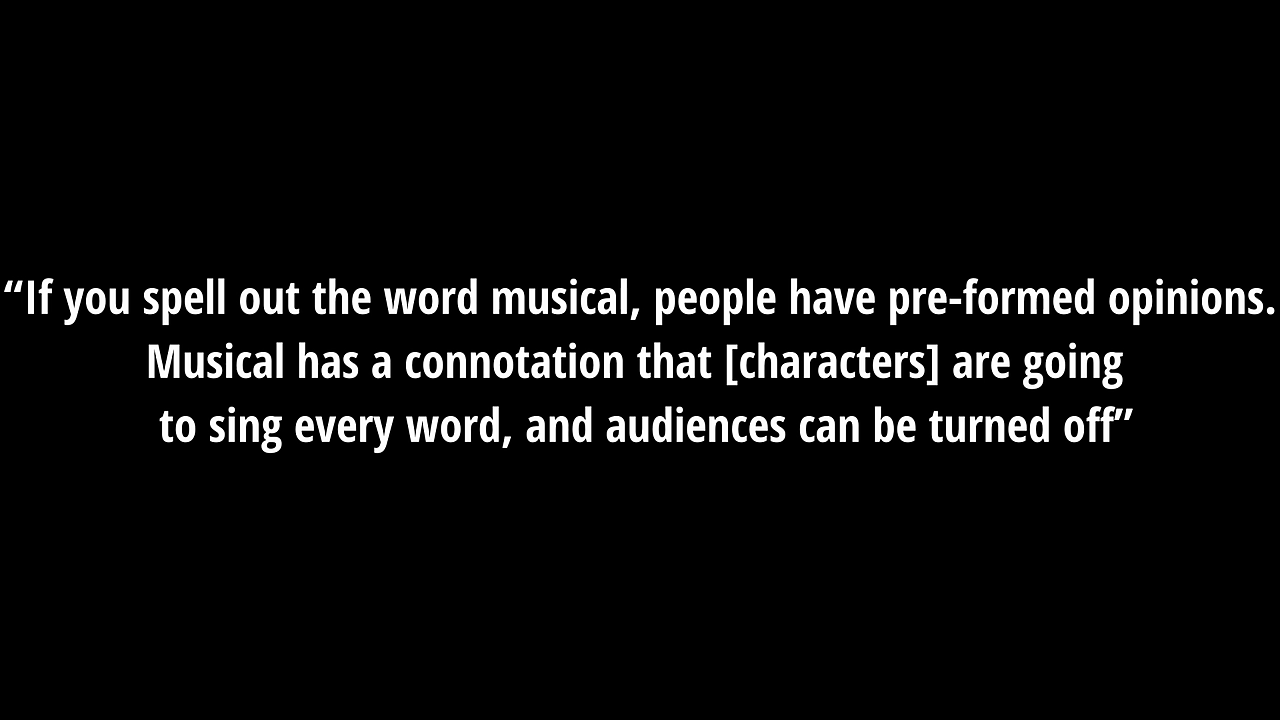 “If you spell out the word musical, people have pre-formed opinions.
Musical has a connotation that [characters] are going
to sing every word, and audiences can be turned off”